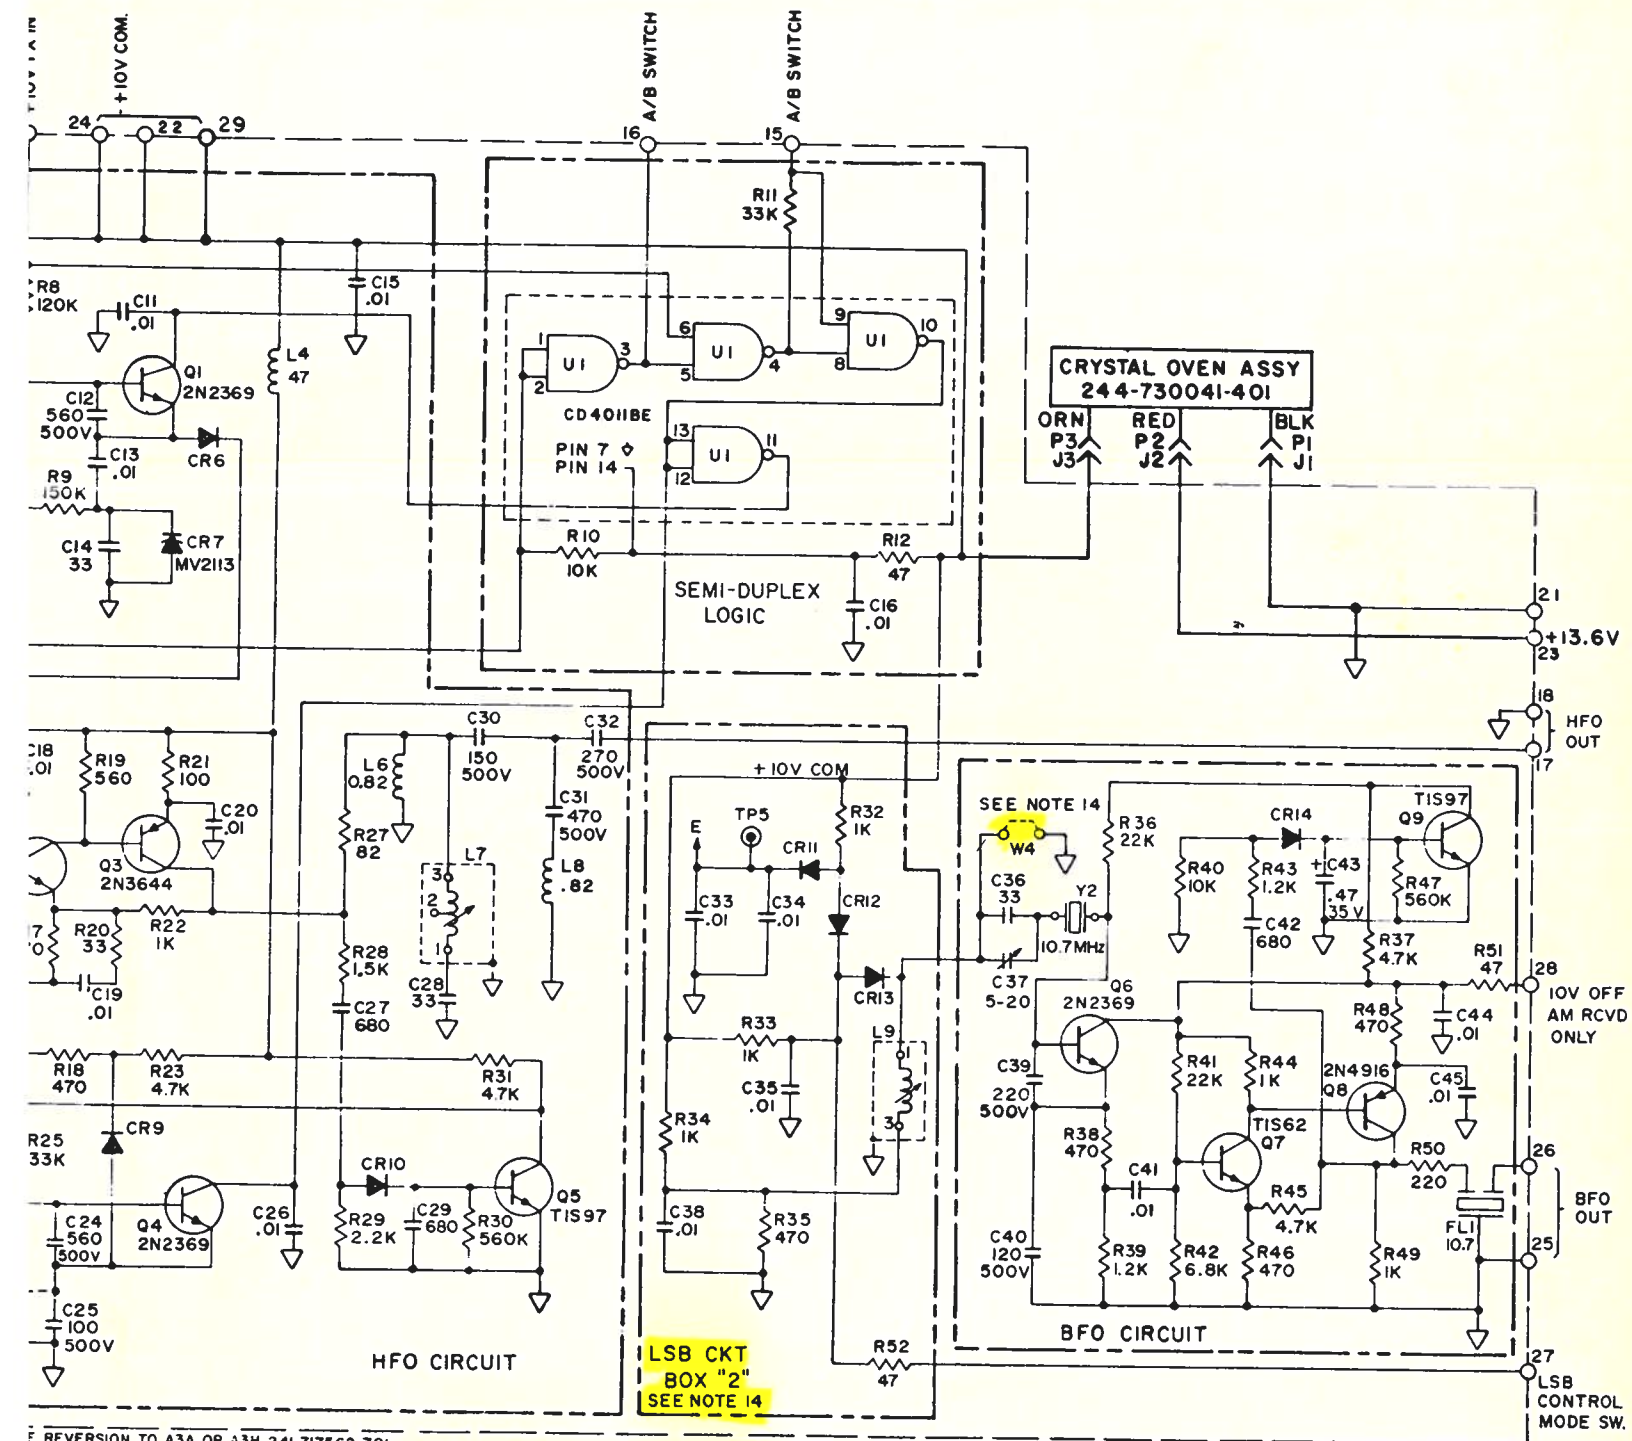 +10V COM.
A/B SWITCH
A/B SWITCH
24
22
29
16
15
R11
33K
R8
120K
C11
.01
C15
.01
L4
47
Q1
2N2369
C12
560
500V
C13
.01
CR6
R9
150K
C14
33
CR7
MV2113
1
2
U1
3
6
5
U1
4
9
8
U1
10
CD4011BE
13
12
U1
11
PIN 7
PIN 14
R10
10K
R12
47
C16
.01
SEMI-DUPLEX
LOGIC
CRYSTAL OVEN ASSY
244-730041-401
ORN
P3
J3
RED
P2
J2
BLK
P1
J1
21
+13.6V
23
18
HFO
OUT
17
C18
.01
R19
560
R21
100
C20
.01
Q3
2N3644
R20
33
R22
1K
C19
.01
R18
470
R23
4.7K
CR9
R25
33K
Q4
2N2369
C24
560
500V
C25
100
500V
C26
.01
L6
0.82
R27
82
C30
150
500V
C32
270
500V
C31
470
500V
L8
.82
L7
3
2
1
R28
1.5K
C28
33
C27
680
R31
4.7K
CR10
R29
2.2K
C29
680
R30
560K
Q5
TIS97
HFO CIRCUIT
+10V COM
E
TP5
R32
1K
CR11
C33
.01
C34
.01
CR12
CR13
R33
1K
C35
.01
L9
1
3
R34
1K
C38
.01
R35
470
R52
47
LSB CKT
BOX "2"
SEE NOTE 14
SEE NOTE 14
W4
C36
33
Y2
10.7MHz
C37
5-20
R36
22K
Q6
2N2369
C39
220
500V
R38
470
C41
.01
C40
120
500V
R39
1.2K
R42
6.8K
R41
22K
R44
1K
TIS62
Q7
R45
4.7K
R46
470
R40
10K
R43
1.2K
C42
680
CR14
+C43
.47
35V
TIS97
Q9
R47
560K
R37
4.7K
R51
47
28
10V OFF
AM RCVD
ONLY
R48
470
C44
.01
2N4916
Q8
C45
.01
R50
220
R49
1K
FL1
10.7
26
BFO
OUT
25
BFO CIRCUIT
27
LSB
CONTROL
MODE SW.